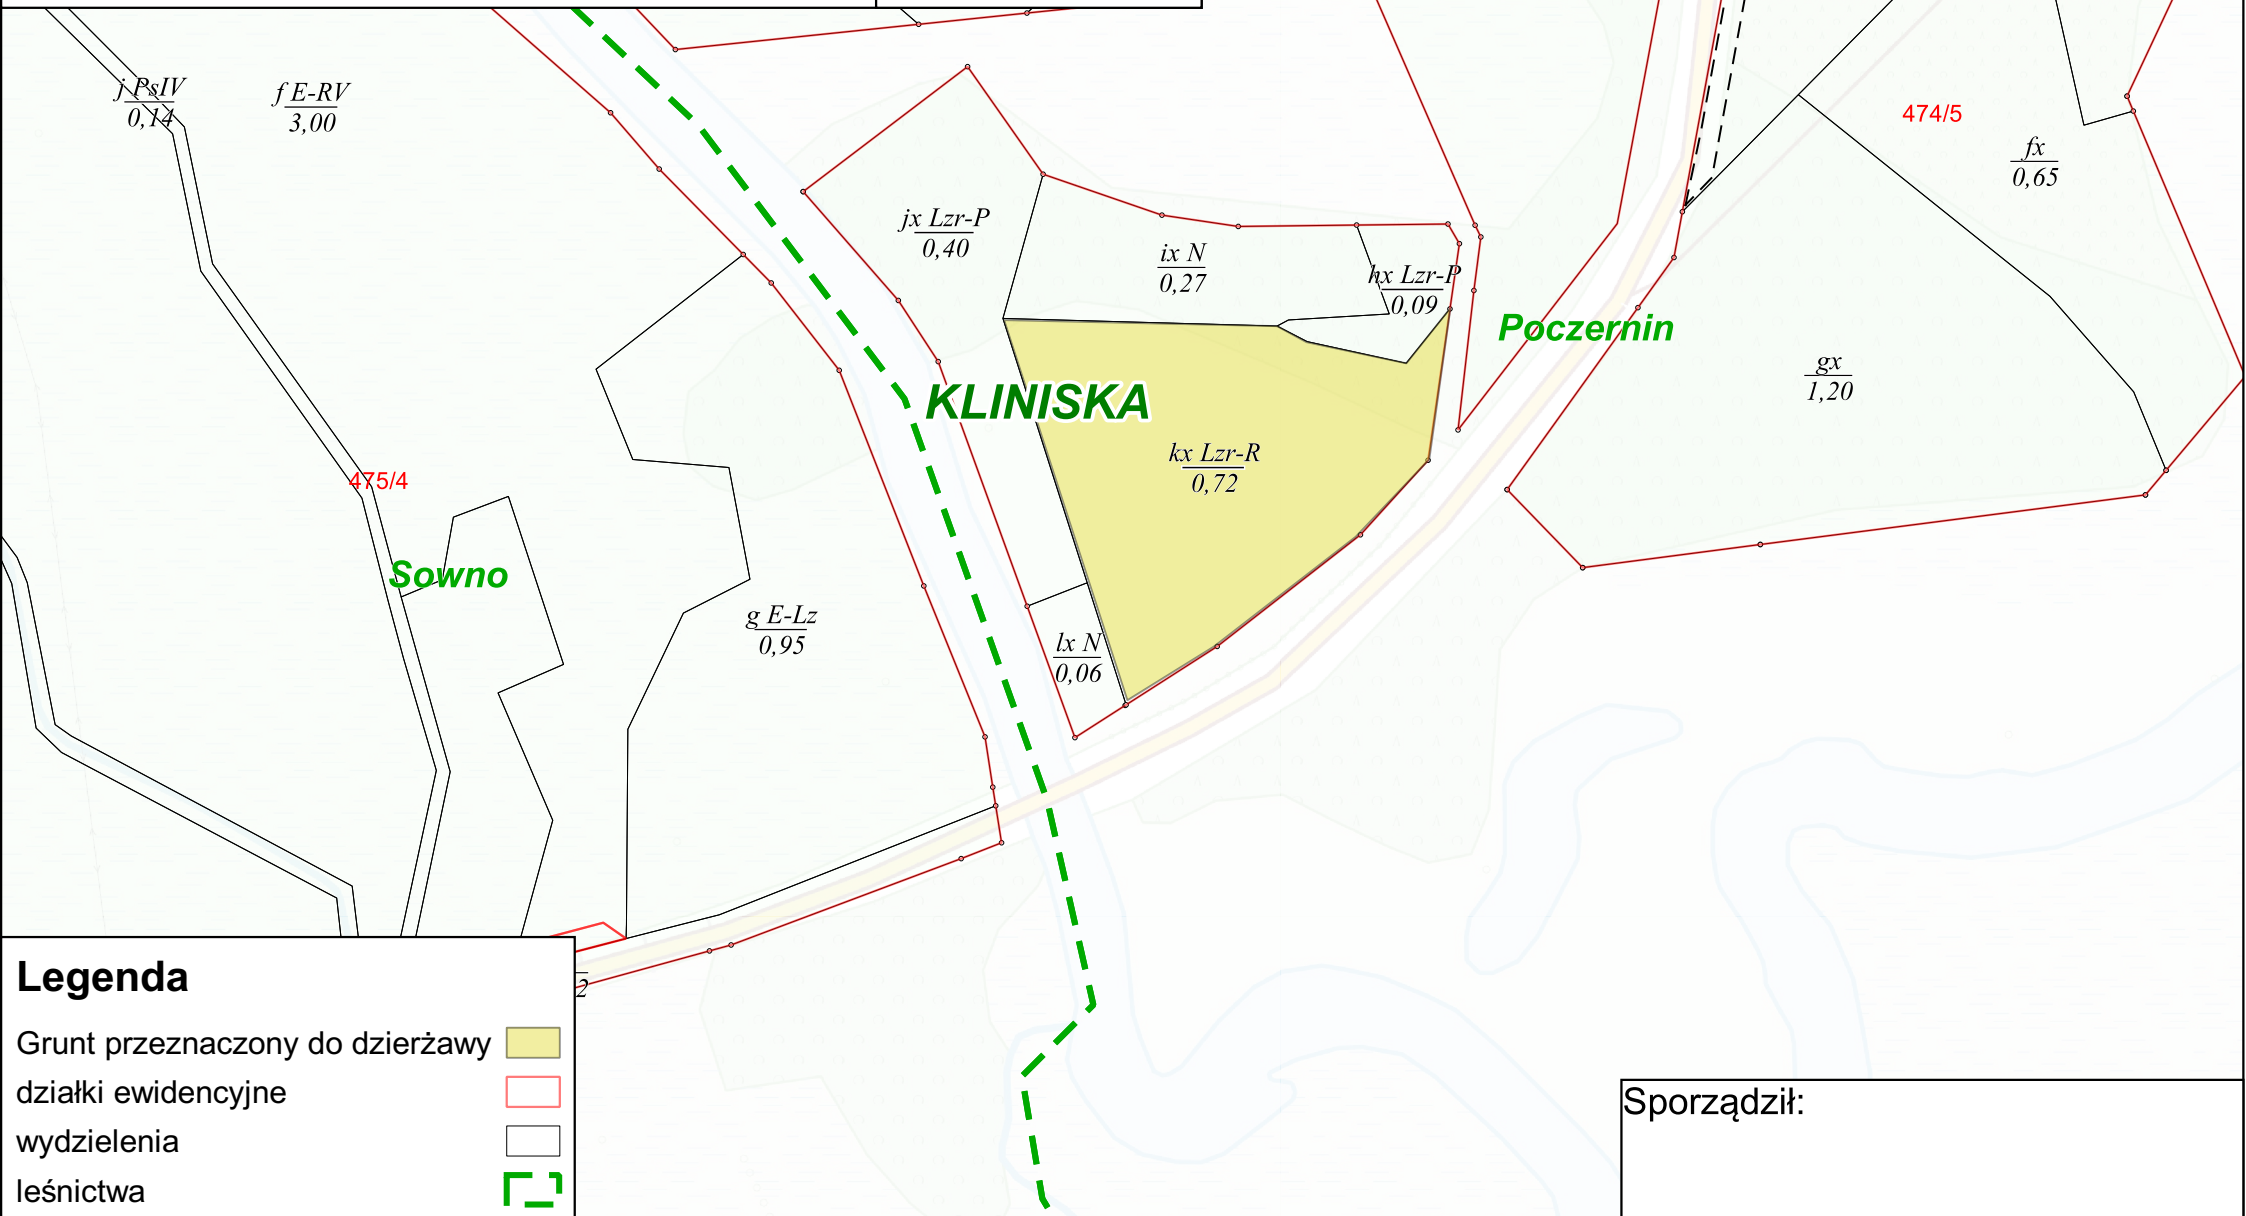 j PsIV
0,14
f E-RV
3,00
474/5
fx
0,65
jx Lzr-P
0,40
ix N
0,27
hx Lzr-P
0,09
Poczernin
gx
1,20
KLINISKA
kx Lzr-R
0,72
475/4
Sowno
g E-Lz
0,95
lx N
0,06
2
Legenda
Grunt przeznaczony do dzierżawy
działki ewidencyjne
wydzielenia
leśnictwa
Sporządził: